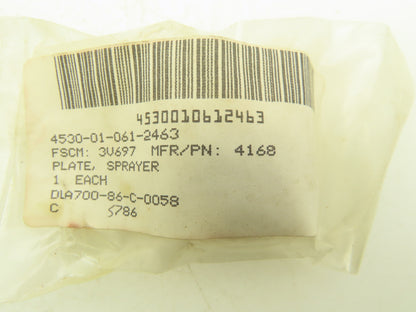 4530010612463
4530-01-061-2463
FSCM: 3V697 MFR/PN: 4168
PLATE, SPRAYER
1 EACH
DLA700-86-C-0058
C 5786